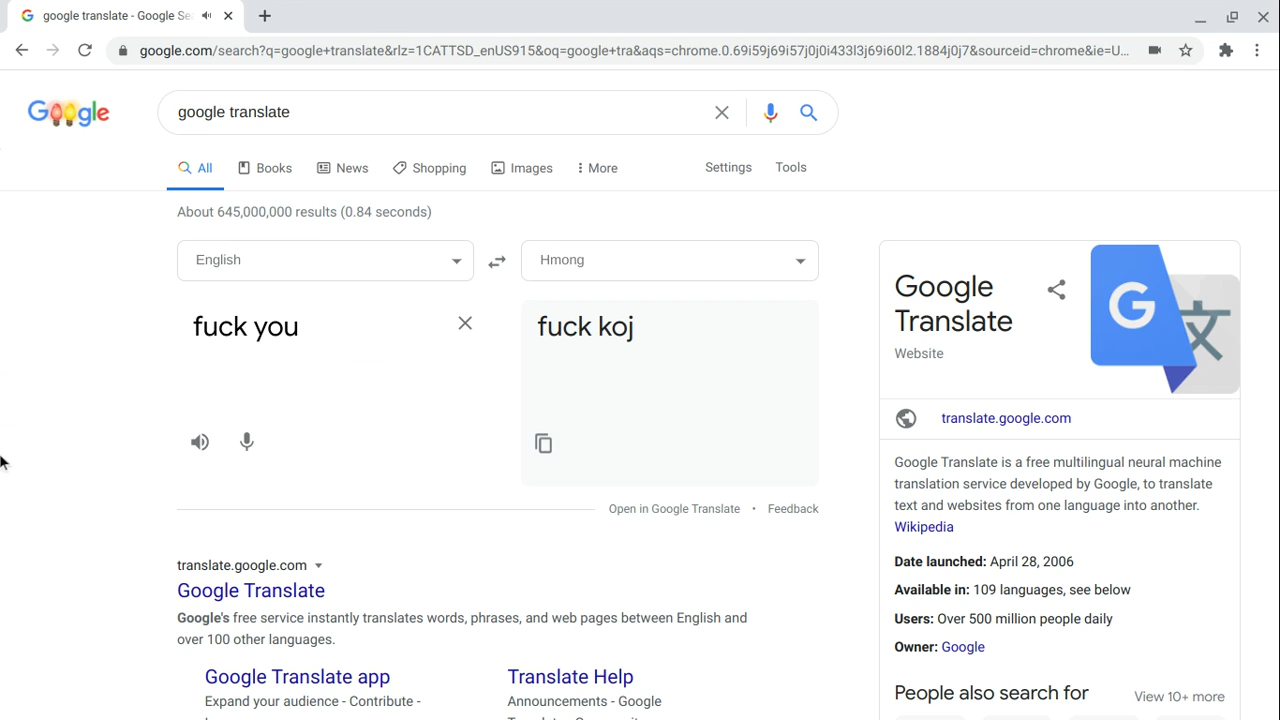 google translate - Google Se
google.com/search?q=google+translate&rlz=1CATTSD_enUS915&oq=google+tra&aqs=chrome.0.69i59j69i57j0j0i433l3j69i60l2.1884j0j7&sourceid=chrome&ie=U...
Google
google translate
All Books News Shopping Images More Settings Tools
About 645,000,000 results (0.84 seconds)
English
Hmong
fuck you
fuck koj
Open in Google Translate • Feedback
translate.google.com
Google Translate
Google's free service instantly translates words, phrases, and web pages between English and
over 100 other languages.
Google Translate app
Expand your audience - Contribute -
Translate Help
Announcements - Google
Google
Translate
Website
G
文
translate.google.com
Google Translate is a free multilingual neural machine
translation service developed by Google, to translate
text and websites from one language into another.
Wikipedia
Date launched: April 28, 2006
Available in: 109 languages, see below
Users: Over 500 million people daily
Owner: Google
People also search for
View 10+ more